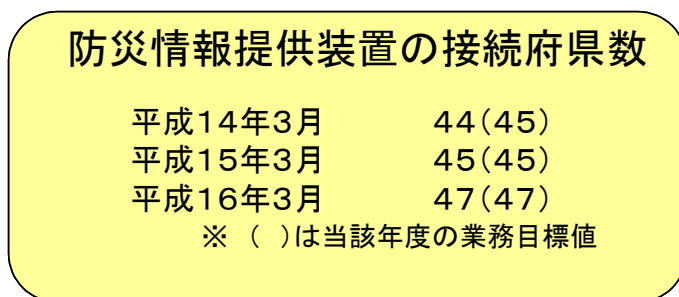 防災情報提供装置の接続府県数
平成14年3月　　44(45)
平成15年3月　　45(45)
平成16年3月　　47(47)
※ ( )は当該年度の業務目標値